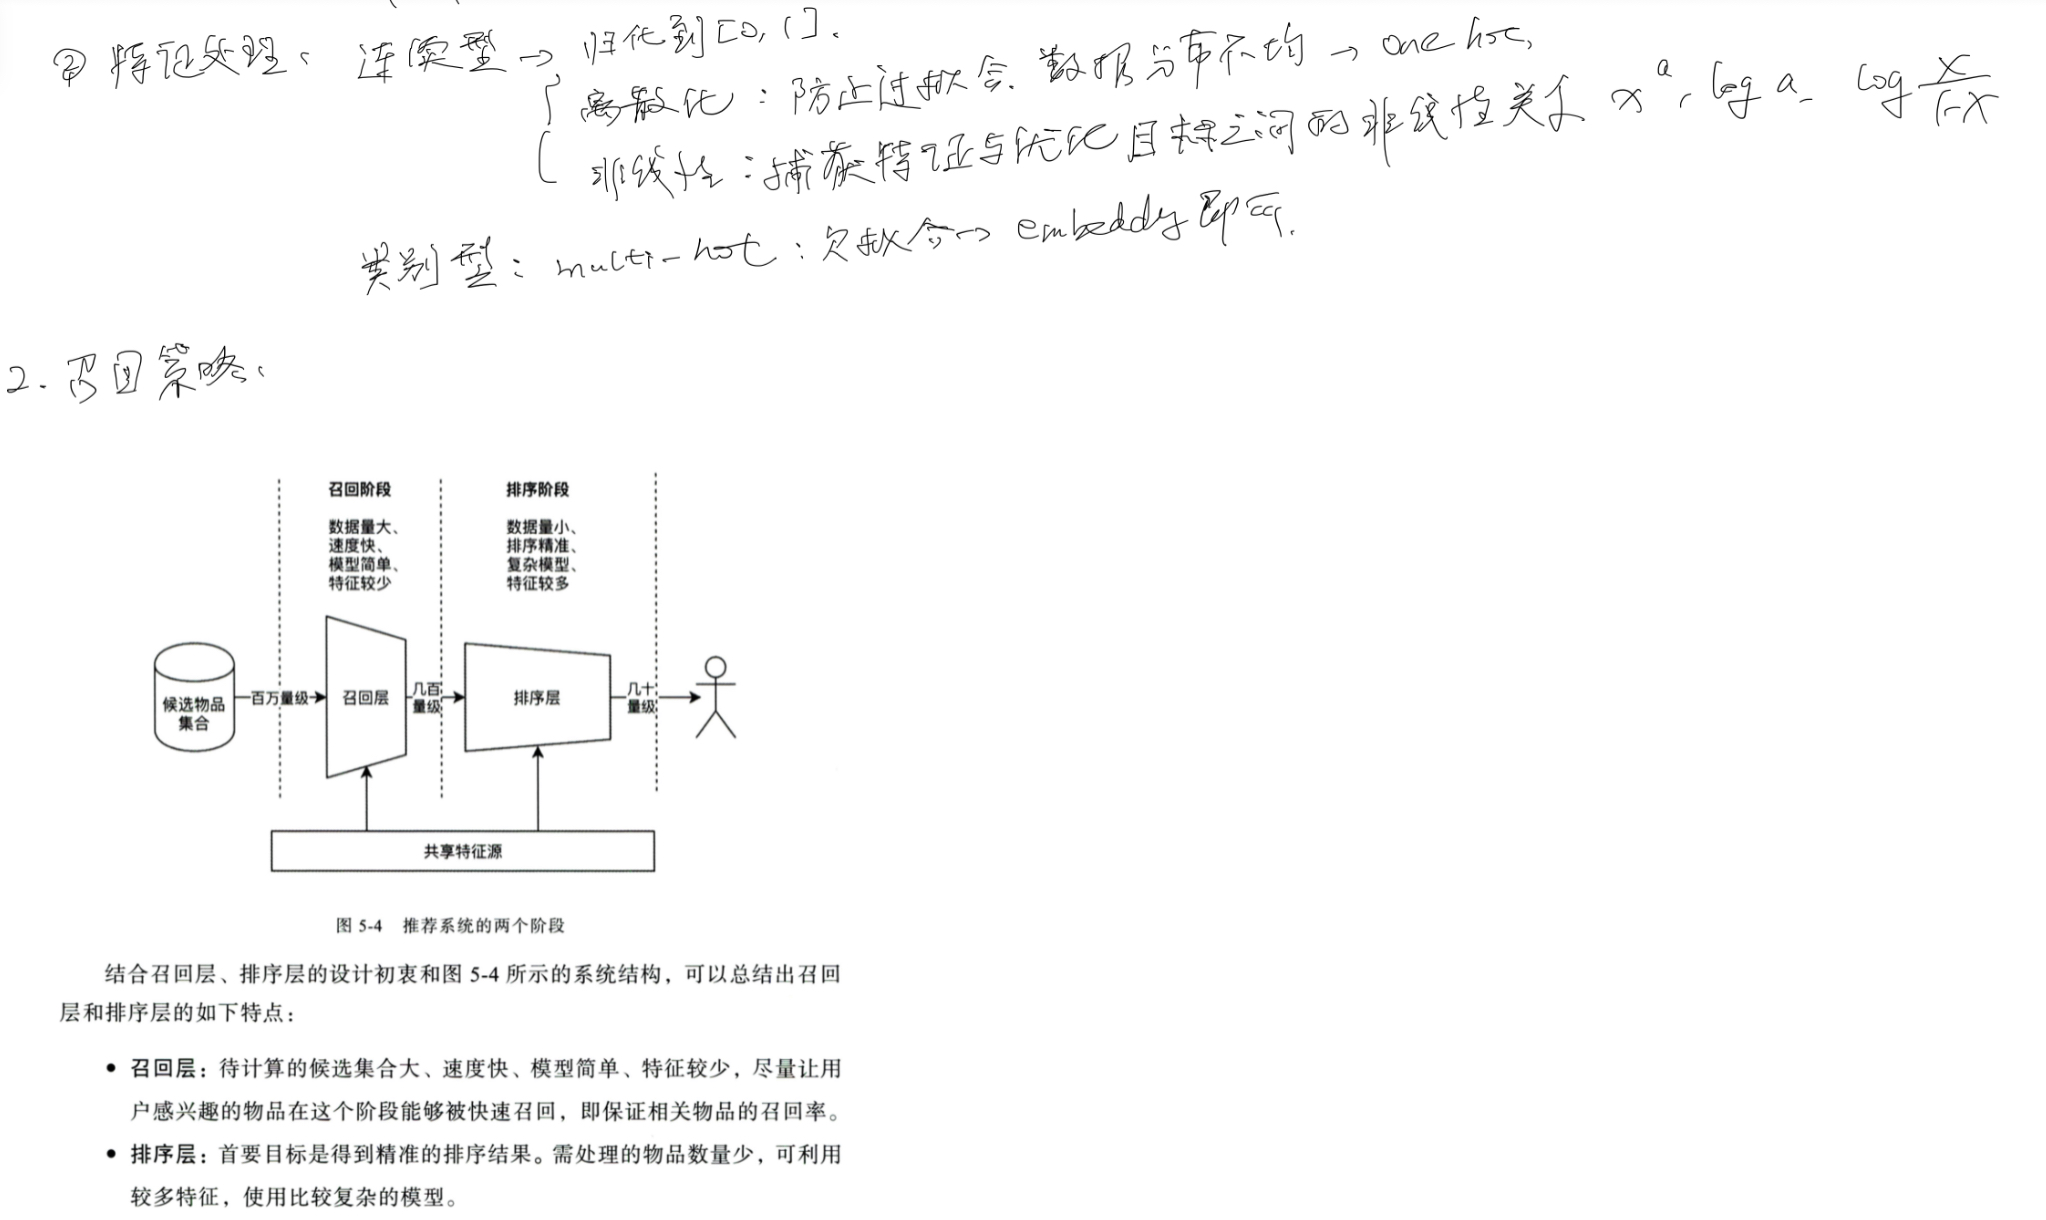 ② 特征处理、连续型→归化到[0,1].
离散化：防止过拟合.数据分布不均→one hot,
非线性：捕获特征与优化目标之间的非线性关系 x^a, log a, log x/(1-x)
类别型：multi-hot：欠拟合→embeddy即可.
2.召回策略、
召回阶段 排序阶段
数据量大、 数据量小、
速度快、 排序精准、
模型简单、 复杂模型、
特征较少 特征较多
候选物品
集合
百万量级
召回层
几百
量级
排序层
几十
量级
共享特征源
图 5-4 推荐系统的两个阶段
结合召回层、排序层的设计初衷和图 5-4 所示的系统结构，可以总结出召回
层和排序层的如下特点：
• 召回层：待计算的候选集合大、速度快、模型简单、特征较少，尽量让用
户感兴趣的物品在这个阶段能够被快速召回，即保证相关物品的召回率。
• 排序层：首要目标是得到精准的排序结果。需处理的物品数量少，可利用
较多特征，使用比较复杂的模型。